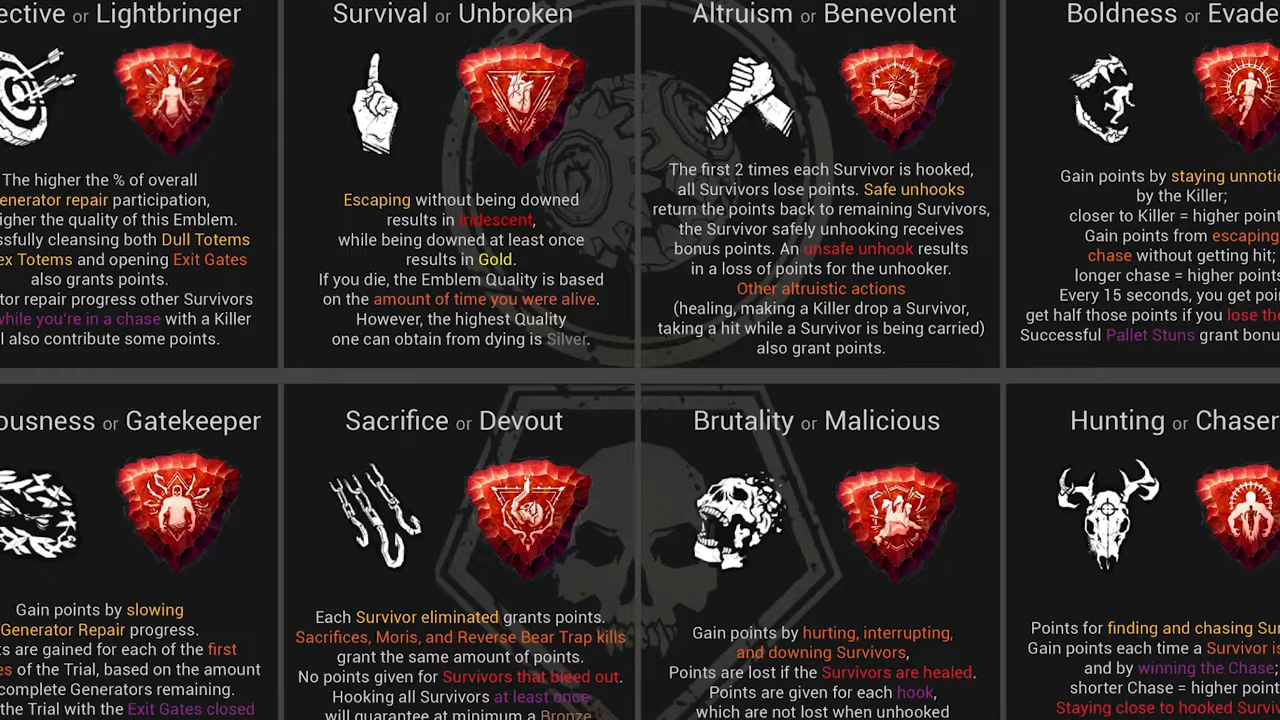 ective or Lightbringer
The higher the % of overall
enerator repair participation,
igher the quality of this Emblem.
ssfully cleansing both Dull Totems
ex Totems and opening Exit Gates
also grants points.
tor repair progress other Survivors
while you're in a chase with a Killer
l also contribute some points.
Survival or Unbroken
Escaping without being downed
results in Iridescent,
while being downed at least once
results in Gold.
If you die, the Emblem Quality is based
on the amount of time you were alive.
However, the highest Quality
one can obtain from dying is Silver.
Altruism or Benevolent
The first 2 times each Survivor is hooked,
all Survivors lose points. Safe unhooks
return the points back to remaining Survivors,
the Survivor safely unhooking receives
bonus points. An unsafe unhook results
in a loss of points for the unhooker.
Other altruistic actions
(healing, making a Killer drop a Survivor,
taking a hit while a Survivor is being carried)
also grant points.
Boldness or Evade
Gain points by staying unnoti
by the Killer;
closer to Killer = higher poin
Gain points from escaping
chase without getting hit;
longer chase = higher points
Every 15 seconds, you get poi
get half those points if you lose the
Successful Pallet Stuns grant bonu
ousness or Gatekeeper
Gain points by slowing
Generator Repair progress.
ts are gained for each of the first
es of the Trial, based on the amount
complete Generators remaining.
the Trial with the Exit Gates closed
Sacrifice or Devout
Each Survivor eliminated grants points.
Sacrifices, Moris, and Reverse Bear Trap kills
grant the same amount of points.
No points given for Survivors that bleed out.
Hooking all Survivors at least once
will guarantee at minimum a Bronze
Brutality or Malicious
Gain points by hurting, interrupting,
and downing Survivors,
Points are lost if the Survivors are healed.
Points are given for each hook,
which are not lost when unhooked
Hunting or Chaser
Points for finding and chasing Sur
Gain points each time a Survivor is
and by winning the Chase;
shorter Chase = higher point
Staying close to hooked Surviv